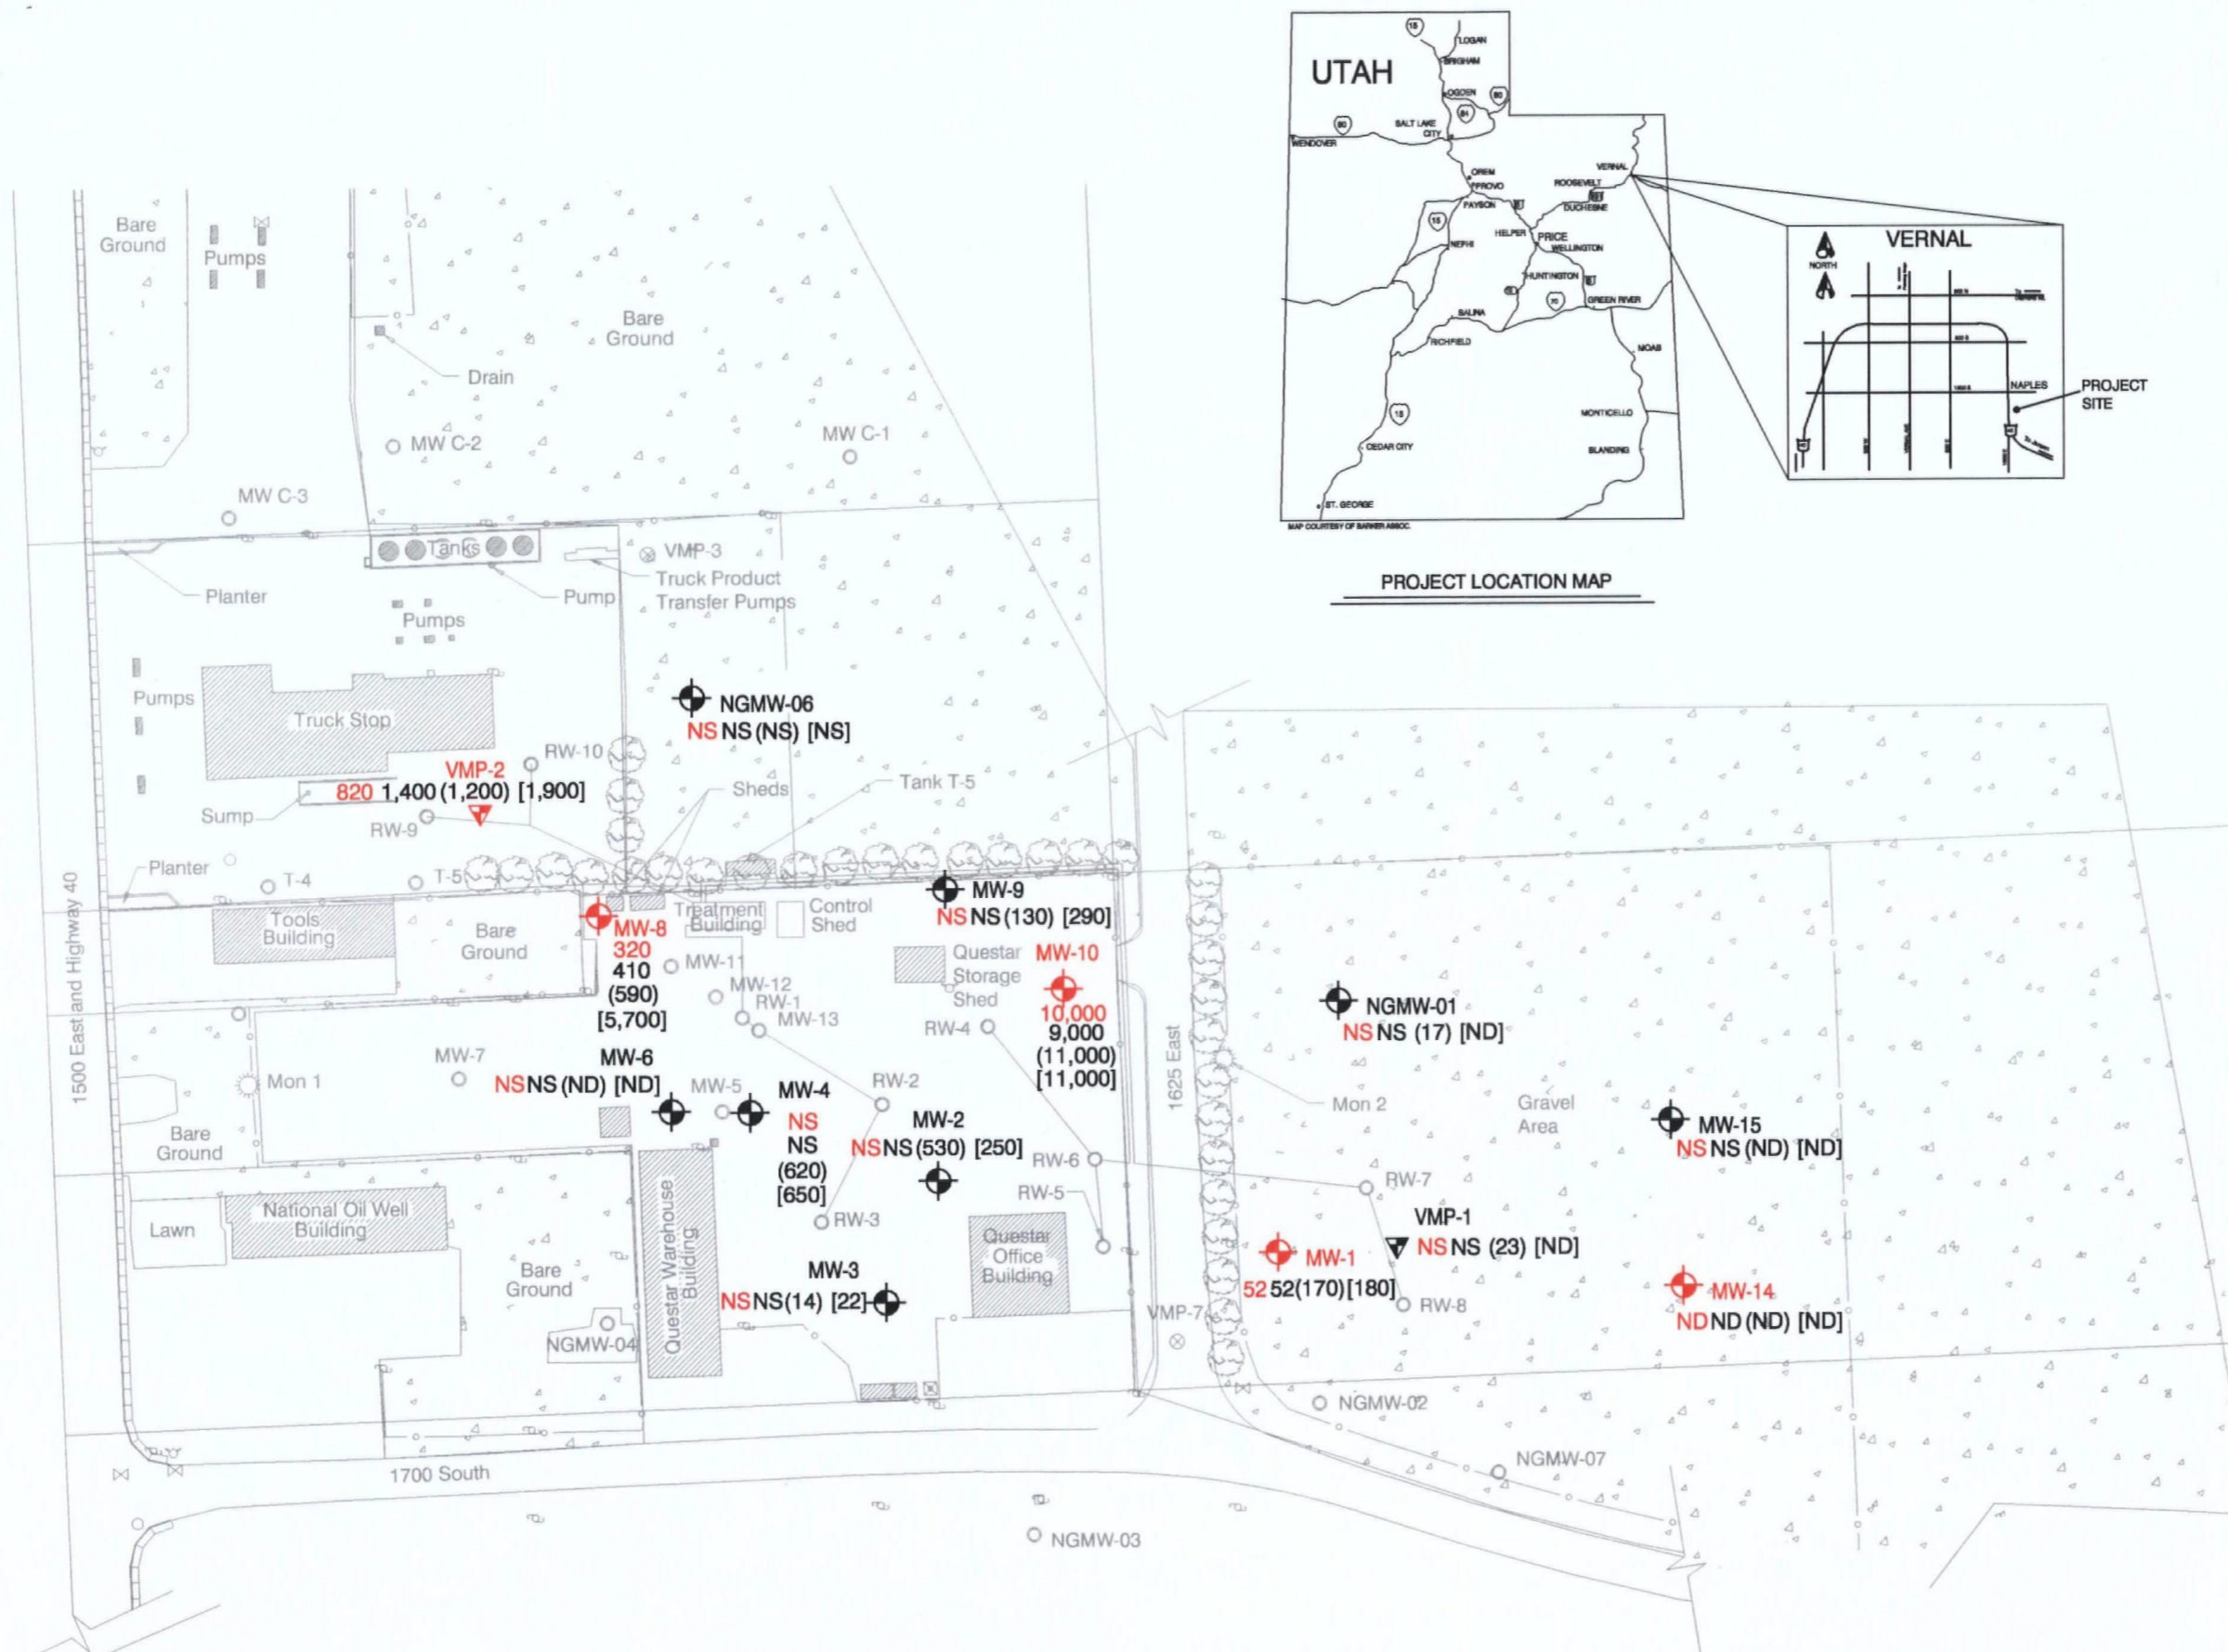 UTAH
15
LOGAN
BRIGHAM
OGDEN
80
84
80
SALT LAKE
CITY
WENDOVER
OREM
PROVO
PAYSON
VERNAL
ROOSEVELT
DUCHESNE
15
HELPER
PRICE
WELLINGTON
NEPHI
HUNTINGTON
70
GREEN RIVER
SALINA
RICHFIELD
MOAB
15
MONTICELLO
CEDAR CITY
BLANDING
ST. GEORGE
MAP COURTESY OF BARKER ASSOC.
PROJECT LOCATION MAP
VERNAL
NORTH
NAPLES
PROJECT
SITE
Bare
Ground
Pumps
Bare
Ground
Drain
MW C-2
MW C-1
MW C-3
Tanks
VMP-3
Truck Product
Transfer Pumps
Planter
Pump
Pumps
Pumps
Truck Stop
NGMW-06
NS NS (NS) [NS]
RW-10
VMP-2
820 1,400 (1,200) [1,900]
Sump
RW-9
Sheds
Tank T-5
Planter
T-4
T-5
MW-9
NS NS (130) [290]
Tools
Building
Bare
Ground
MW-8
320
410
(590)
[5,700]
Treatment
Building
Control
Shed
Questar
Storage
Shed
MW-10
10,000
9,000
(11,000)
[11,000]
MW-11
MW-12
RW-1
MW-13
RW-4
NGMW-01
NS NS (17) [ND]
1500 East and Highway 40
1625 East
MW-7
MW-6
NS NS (ND) [ND]
Mon 1
MW-5
MW-4
NS
NS
(620)
[650]
RW-2
MW-2
NS NS (530) [250]
Mon 2
Gravel
Area
MW-15
NS NS (ND) [ND]
Bare
Ground
RW-6
RW-5
RW-7
Lawn
National Oil Well
Building
Questar Warehouse
Building
RW-3
Questar
Office
Building
VMP-1
NS NS (23) [ND]
MW-1
52 52 (170) [180]
MW-14
ND ND (ND) [ND]
Bare
Ground
MW-3
NS NS (14) [22]
RW-8
VMP-7
NGMW-04
NGMW-02
NGMW-07
1700 South
NGMW-03